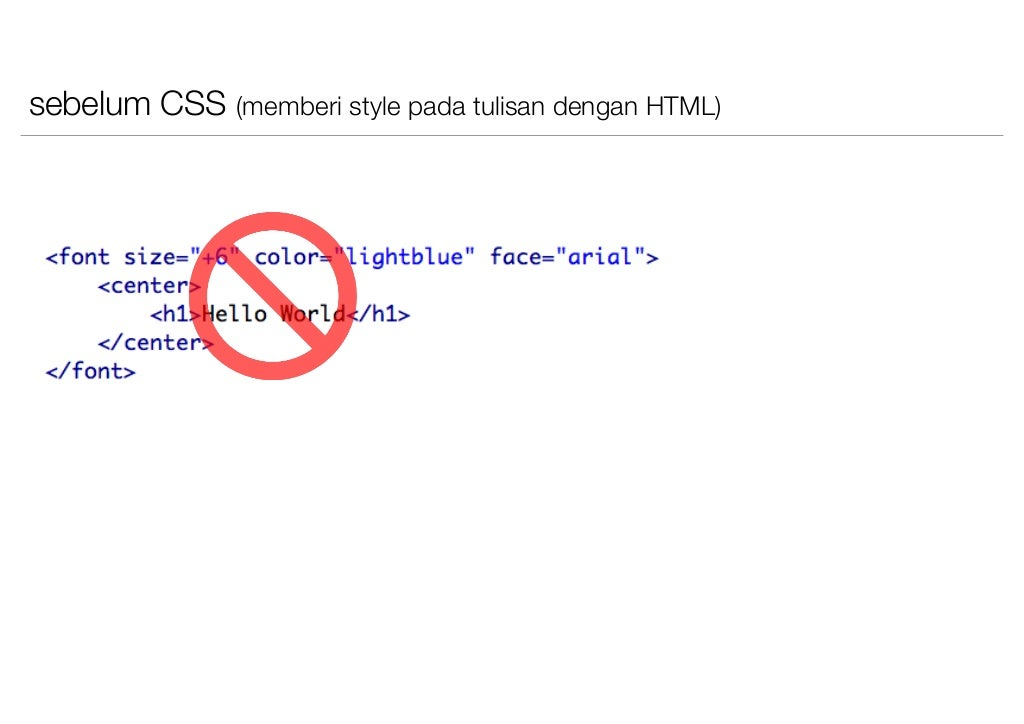 sebelum CSS (memberi style pada tulisan dengan HTML)
<font size="+6" color="lightblue" face="arial">
<center>
<h1>Hello World</h1>
</center>
</font>